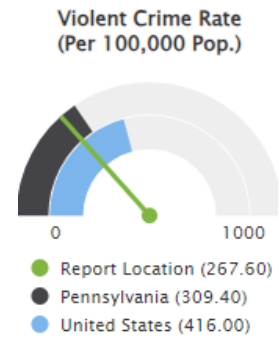 Violent Crime Rate
(Per 100,000 Pop.)
0 1000
Report Location (267.60)
Pennsylvania (309.40)
United States (416.00)